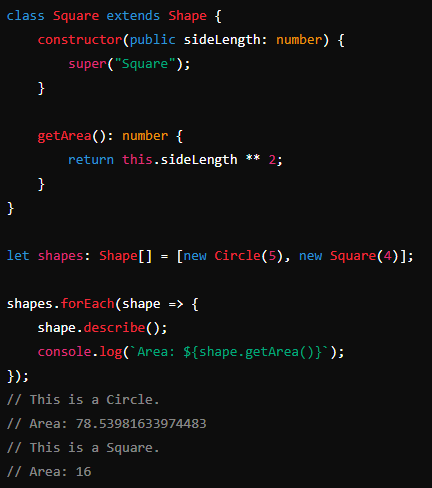 class Square extends Shape {
    constructor(public sideLength: number) {
        super("Square");
    }

    getArea(): number {
        return this.sideLength ** 2;
    }
}

let shapes: Shape[] = [new Circle(5), new Square(4)];

shapes.forEach(shape => {
    shape.describe();
    console.log(`Area: ${shape.getArea()}`);
});
// This is a Circle.
// Area: 78.53981633974483
// This is a Square.
// Area: 16